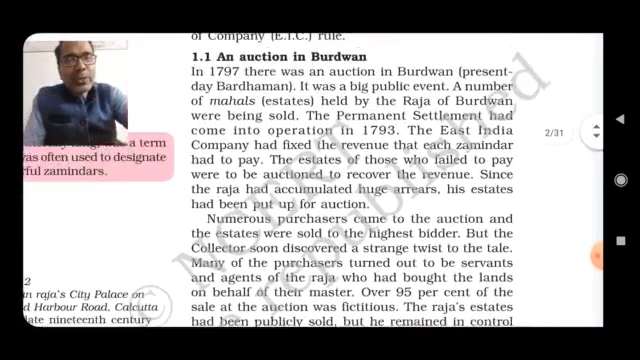 of Company (E.I.C) rule.
1.1 An auction in Burdwan
In 1797 there was an auction in Burdwan (present-
day Bardhaman). It was a big public event. A number
of mahals (estates) held by the Raja of Burdwan
were being sold. The Permanent Settlement had
come into operation in 1793. The East India
Company had fixed the revenue that each zamindar
had to pay. The estates of those who failed to pay
were to be auctioned to recover the revenue. Since
the raja had accumulated huge arrears, his estates
had been put up for auction.
Numerous purchasers came to the auction and
the estates were sold to the highest bidder. But the
Collector soon discovered a strange twist to the tale.
Many of the purchasers turned out to be servants
and agents of the raja who had bought the lands
on behalf of their master. Over 95 per cent of the
sale at the auction was fictitious. The raja's estates
had been publicly sold, but he remained in control
a term
was often used to designate
zamindars.
2
raja's City Palace on
Harbour Road, Calcutta
late nineteenth century
2/31
© NCERT
republished